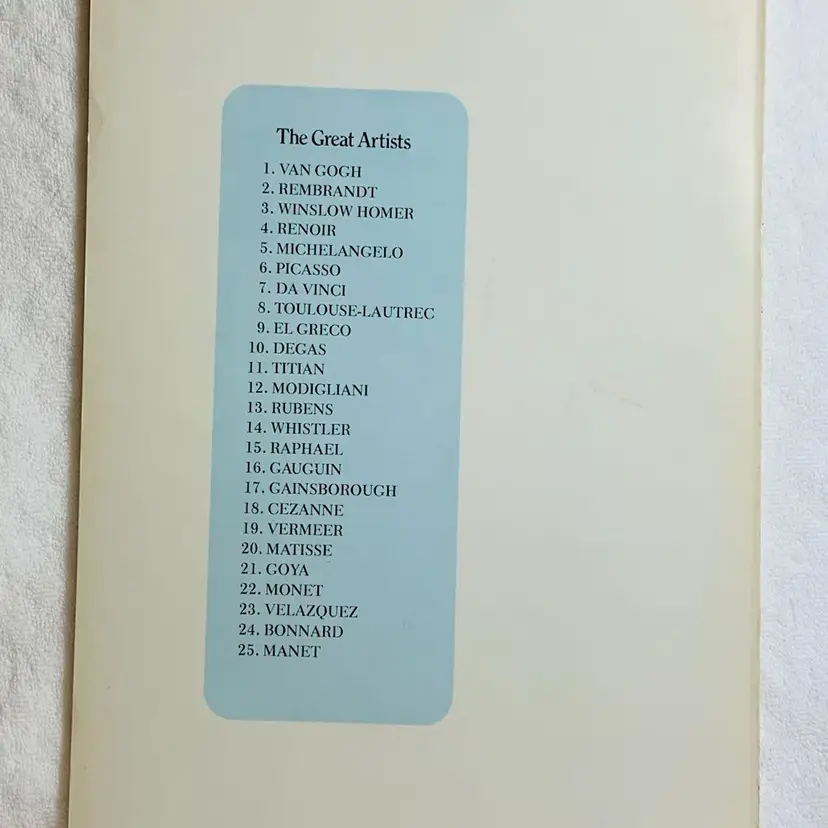 The Great Artists
1. VAN GOGH
2. REMBRANDT
3. WINSLOW HOMER
4. RENOIR
5. MICHELANGELO
6. PICASSO
7. DA VINCI
8. TOULOUSE-LAUTREC
9. EL GRECO
10. DEGAS
11. TITIAN
12. MODIGLIANI
13. RUBENS
14. WHISTLER
15. RAPHAEL
16. GAUGUIN
17. GAINSBOROUGH
18. CEZANNE
19. VERMEER
20. MATISSE
21. GOYA
22. MONET
23. VELAZQUEZ
24. BONNARD
25. MANET